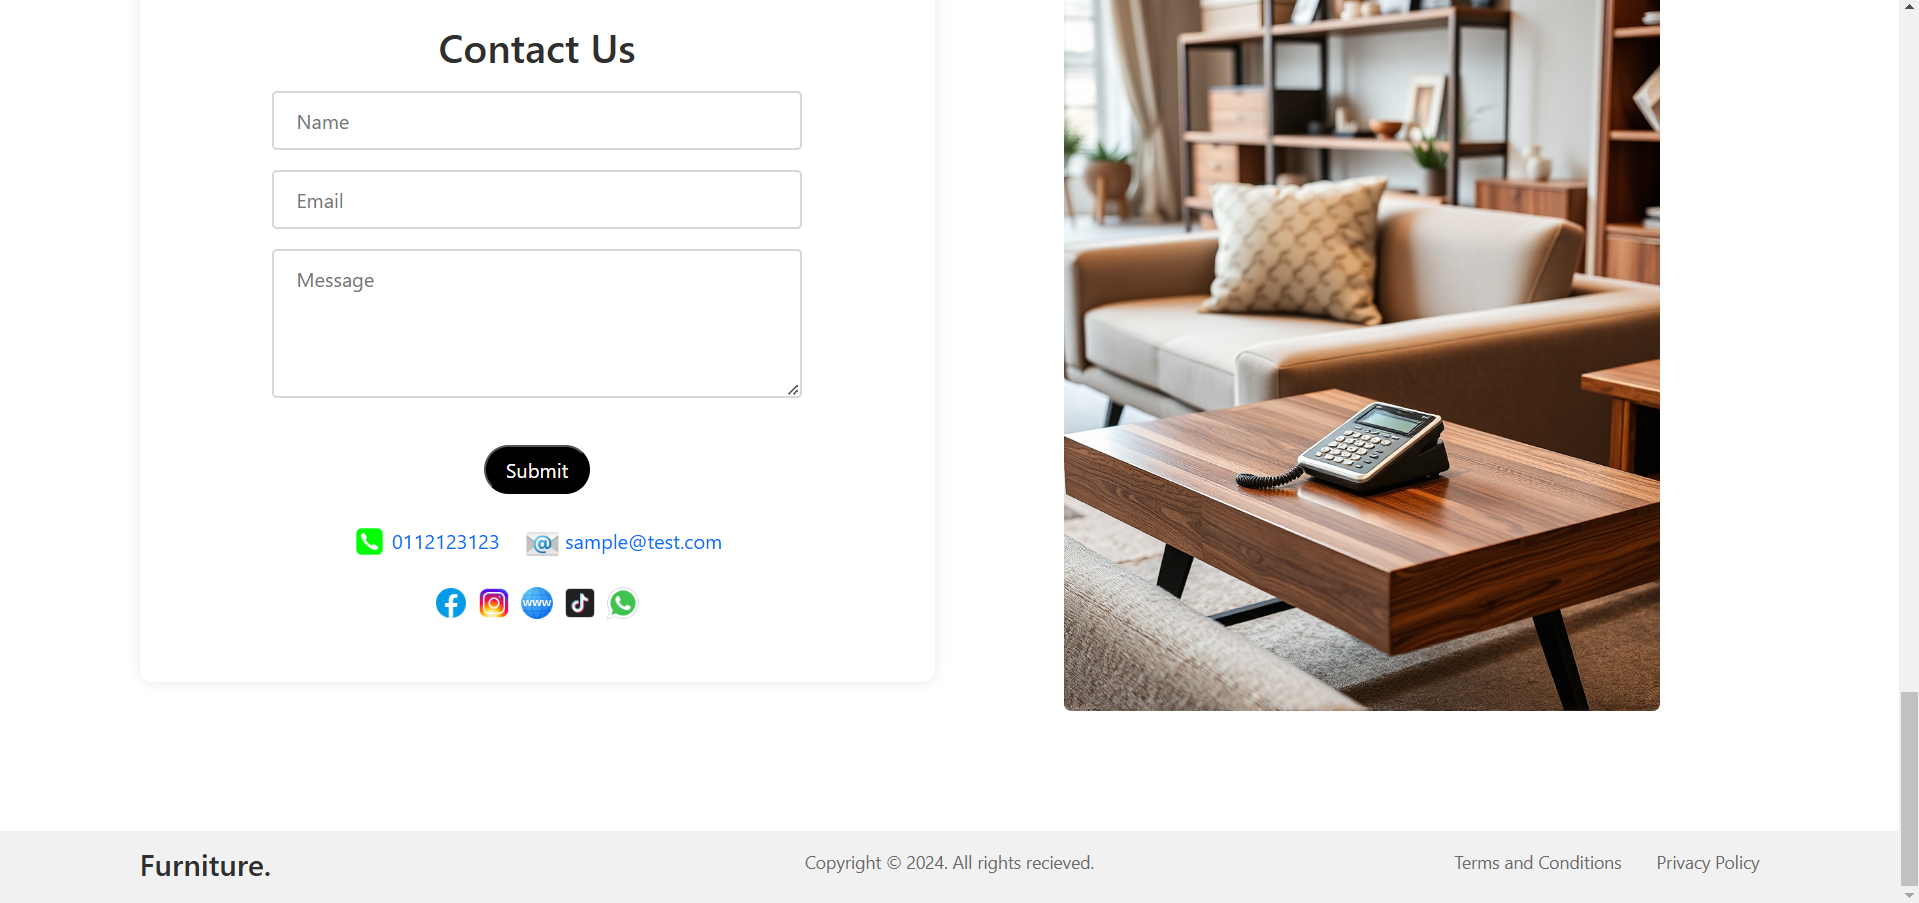 Contact Us
Name
Email
Message
Submit
0112123123 sample@test.com
www
Furniture.
Copyright © 2024. All rights recieved.
Terms and Conditions Privacy Policy